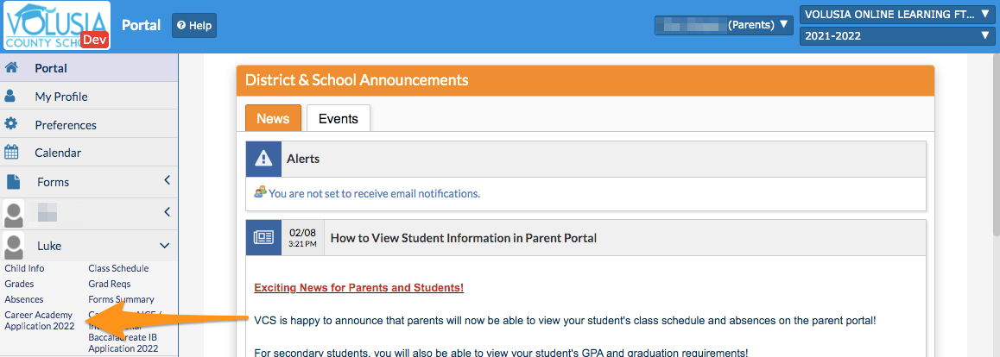 VOLUSIA
COUNTY SCHO
Dev
Portal
Help
(Parents)
VOLUSIA ONLINE LEARNING FT...
2021-2022
Portal
My Profile
Preferences
Calendar
Forms
Luke
Child Info
Class Schedule
Grades
Grad Reqs
Absences
Forms Summary
Career Academy
Application 2022
Baccalaureate IB
Application 2022
District & School Announcements
News
Events
Alerts
You are not set to receive email notifications.
02/08
3:21 PM
How to View Student Information in Parent Portal
Exciting News for Parents and Students!
VCS is happy to announce that parents will now be able to view your student's class schedule and absences on the parent portal!
For secondary students, you will also be able to view your student's GPA and graduation requirements!